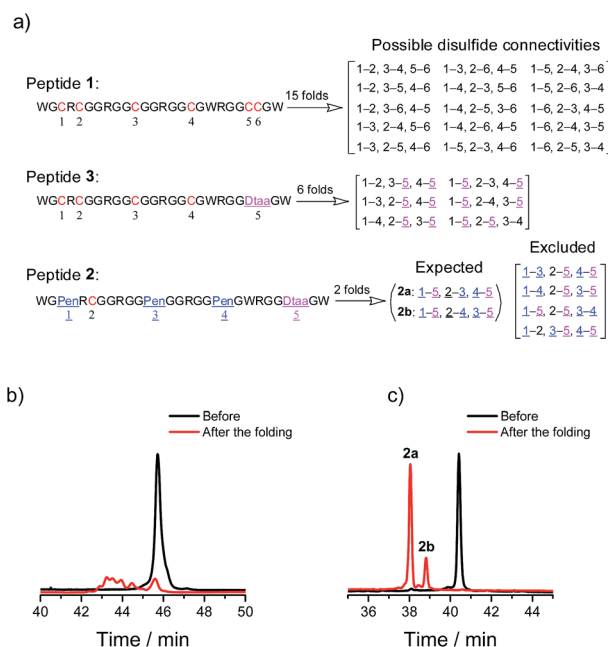 a)
Possible disulfide connectivities
Peptide 1:
WGCRCGGRGGCGGRGGCGWRGGCCGW
15 folds
1 2 3 4 5 6
1–2, 3–4, 5–6 1–3, 2–6, 4–5 1–5, 2–4, 3–6
1–2, 3–5, 4–6 1–4, 2–3, 5–6 1–5, 2–6, 3–4
1–2, 3–6, 4–5 1–4, 2–5, 3–6 1–6, 2–3, 4–5
1–3, 2–4, 5–6 1–4, 2–6, 4–5 1–6, 2–4, 3–5
1–3, 2–5, 4–6 1–5, 2–3, 4–6 1–6, 2–5, 3–4
Peptide 3:
WGCRCGGRGGCGGRGGCGWRGGDtaaGW
6 folds
1 2 3 4 5
1–2, 3–5, 4–5 1–5, 2–3, 4–5
1–3, 2–5, 4–5 1–5, 2–4, 3–5
1–4, 2–5, 3–5 1–5, 2–5, 3–4
Peptide 2:
WGPenRCGGRGGPenGGRGGPenGWRGGDtaaGW
2 folds
1 2 3 4 5
Expected
2a: 1–5, 2–3, 4–5
2b: 1–5, 2–4, 3–5
Excluded
1–3, 2–5, 4–5
1–4, 2–5, 3–5
1–5, 2–5, 3–4
1–2, 3–5, 4–5
b)
Before
After the folding
40 42 44 46 48 50
Time / min
c)
Before
After the folding
2a
2b
36 38 40 42 44
Time / min